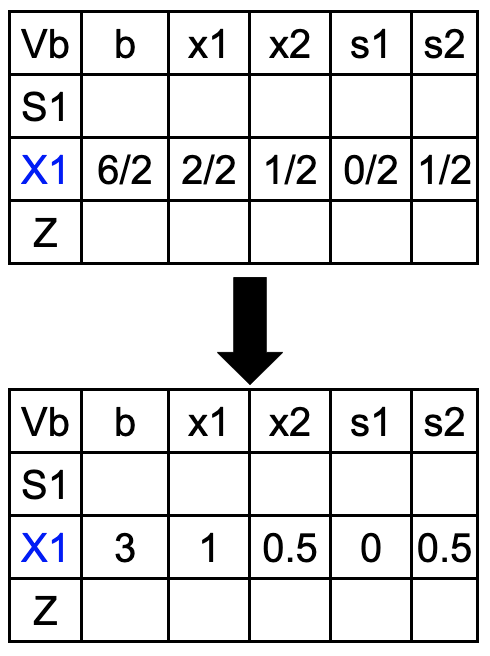 Vb b x1 x2 s1 s2
S1
X1 6/2 2/2 1/2 0/2 1/2
Z
Vb b x1 x2 s1 s2
S1
X1 3 1 0.5 0 0.5
Z